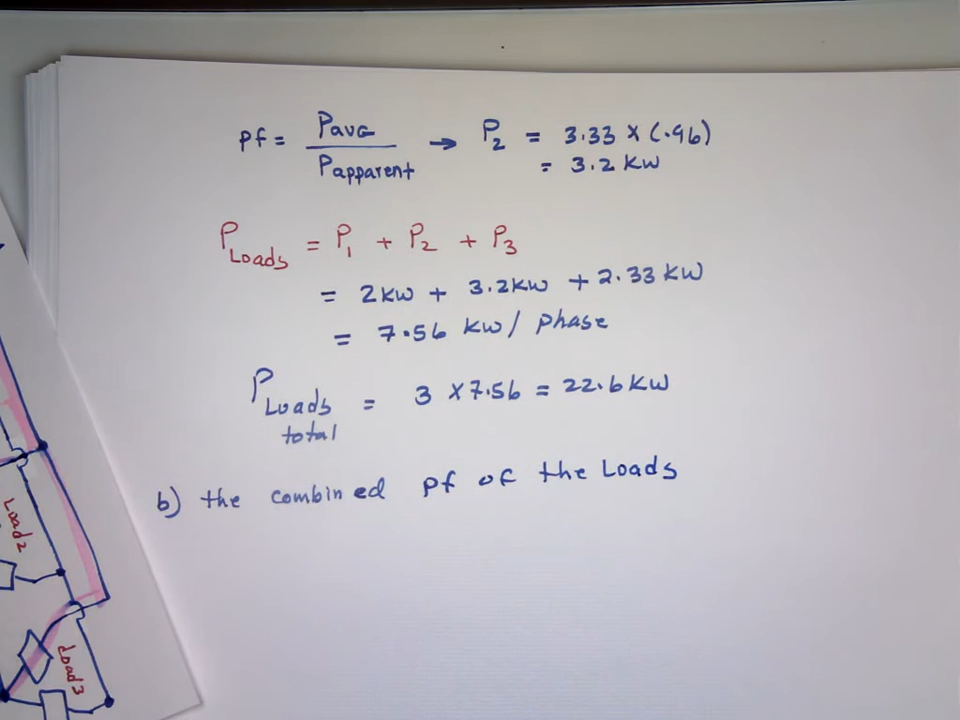 pf = Pavg / Papparent → P2 = 3.33 x (.96)
= 3.2 kw
PLoads = P1 + P2 + P3
= 2kw + 3.2kw + 2.33 kw
= 7.56 kw / phase
PLoads total = 3 x 7.56 = 22.6 kw
b) the combined pf of the Loads
Load2
Load3